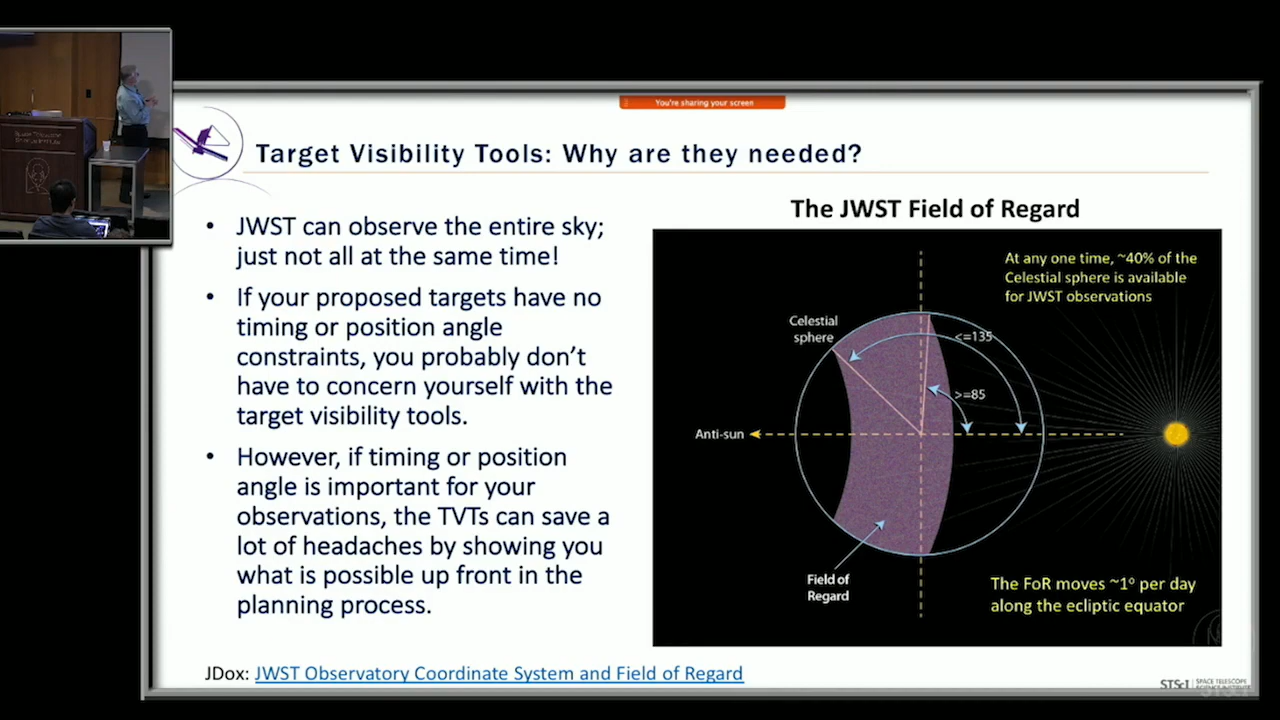 You're sharing your screen
Target Visibility Tools: Why are they needed?
• JWST can observe the entire sky;
just not all at the same time!
• If your proposed targets have no
timing or position angle
constraints, you probably don't
have to concern yourself with the
target visibility tools.
• However, if timing or position
angle is important for your
observations, the TVTs can save a
lot of headaches by showing you
what is possible up front in the
planning process.
JDox: JWST Observatory Coordinate System and Field of Regard
The JWST Field of Regard
At any one time, ~40% of the
Celestial sphere is available
for JWST observations
Celestial
sphere
<=135
>=85
Anti-sun
Field of
Regard
The FoR moves ~1° per day
along the ecliptic equator
STScI | SPACE TELESCOPE
SCIENCE INSTITUTE